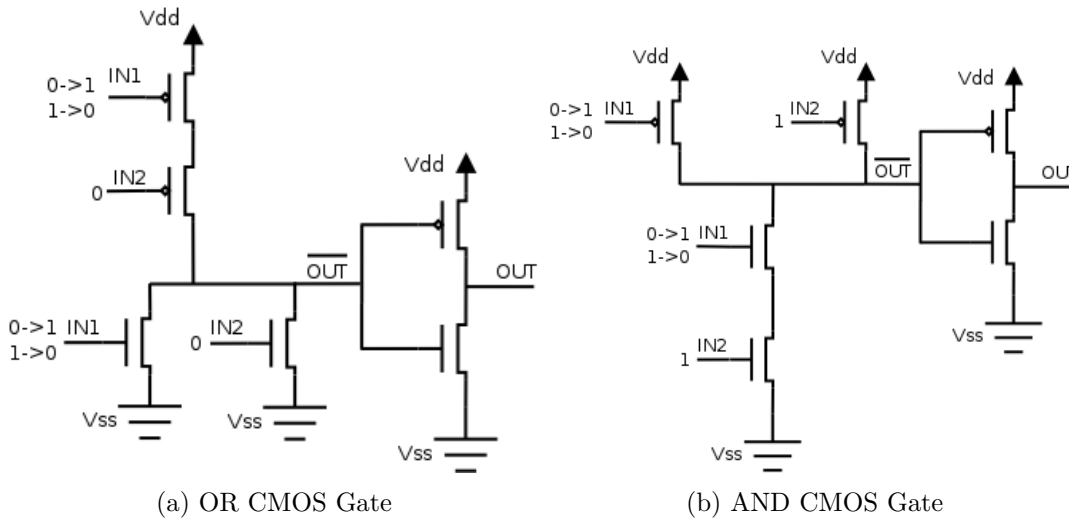 Vdd
0->1
IN1
1->0
IN2
0
Vdd
OUT
OUT
0->1
IN1
1->0
IN2
0
Vss
Vss
Vss
(a) OR CMOS Gate
Vdd
Vdd
Vdd
0->1
IN1
1->0
IN2
1
OUT
OU
0->1
IN1
1->0
IN2
1
Vss
Vss
(b) AND CMOS Gate